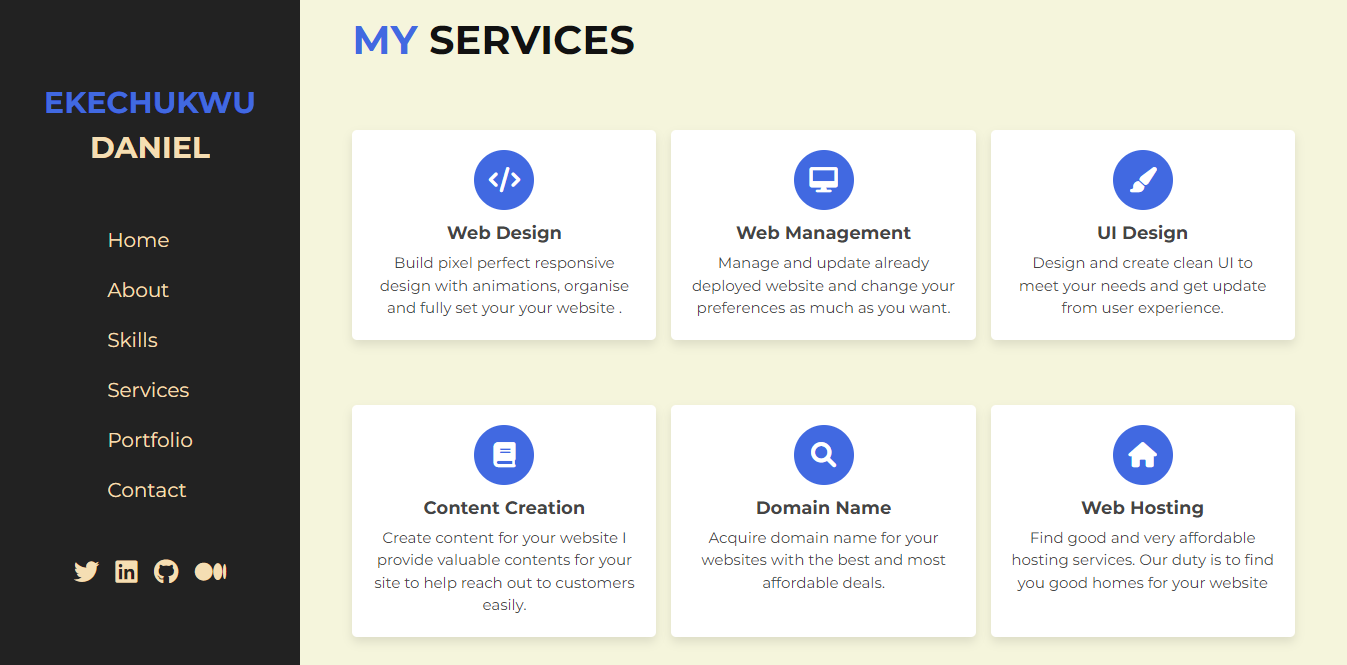 EKECHUKWU
DANIEL
Home
About
Skills
Services
Portfolio
Contact
MY SERVICES
Web Design
Build pixel perfect responsive
design with animations, organise
and fully set your your website .
Web Management
Manage and update already
deployed website and change your
preferences as much as you want.
UI Design
Design and create clean UI to
meet your needs and get update
from user experience.
Content Creation
Create content for your website I
provide valuable contents for your
site to help reach out to customers
easily.
Domain Name
Acquire domain name for your
websites with the best and most
affordable deals.
Web Hosting
Find good and very affordable
hosting services. Our duty is to find
you good homes for your website